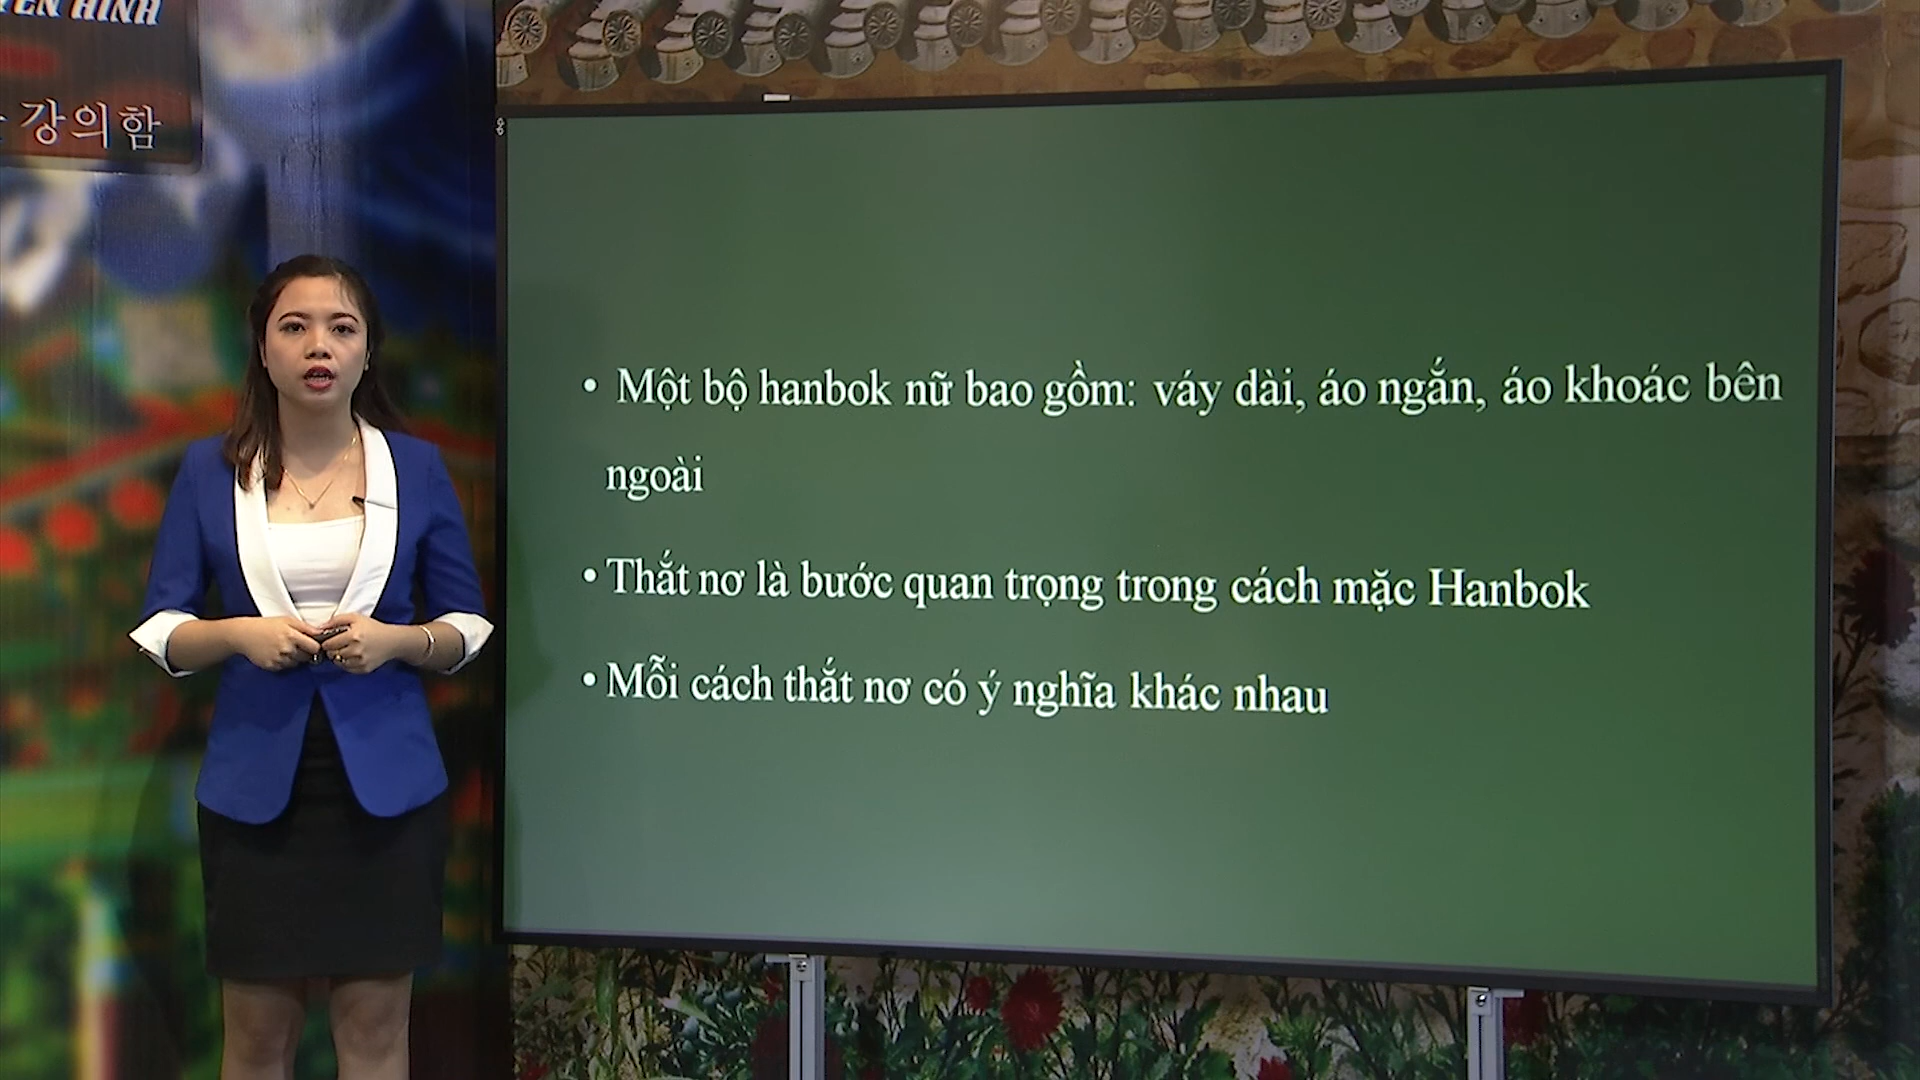 HÌNH
강의함
• Một bộ hanbok nữ bao gồm: váy dài, áo ngắn, áo khoác bên
ngoài
• Thắt nơ là bước quan trọng trong cách mặc Hanbok
• Mỗi cách thắt nơ có ý nghĩa khác nhau